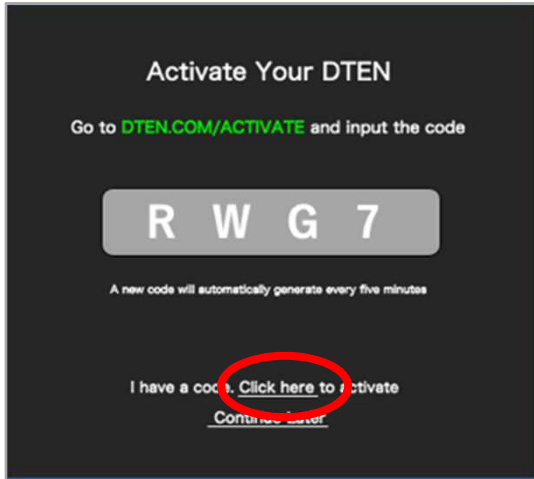 Activate Your DTEN
Go to DTEN.COM/ACTIVATE and input the code
R W G 7
A new code will automatically generate every five minutes
I have a code. Click here to activate
Continue Later